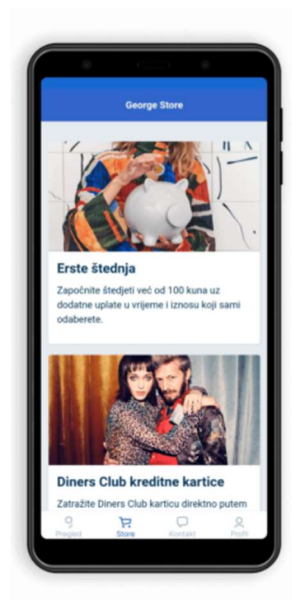 George Store
Erste štednja
Započnite štedjeti već od 100 kuna uz
dodatne uplate u vrijeme i iznosu koji sami
odaberete.
Diners Club kreditne kartice
Zatražite Diners Club karticu direktno putem
Pregled Store Kontakt Profil